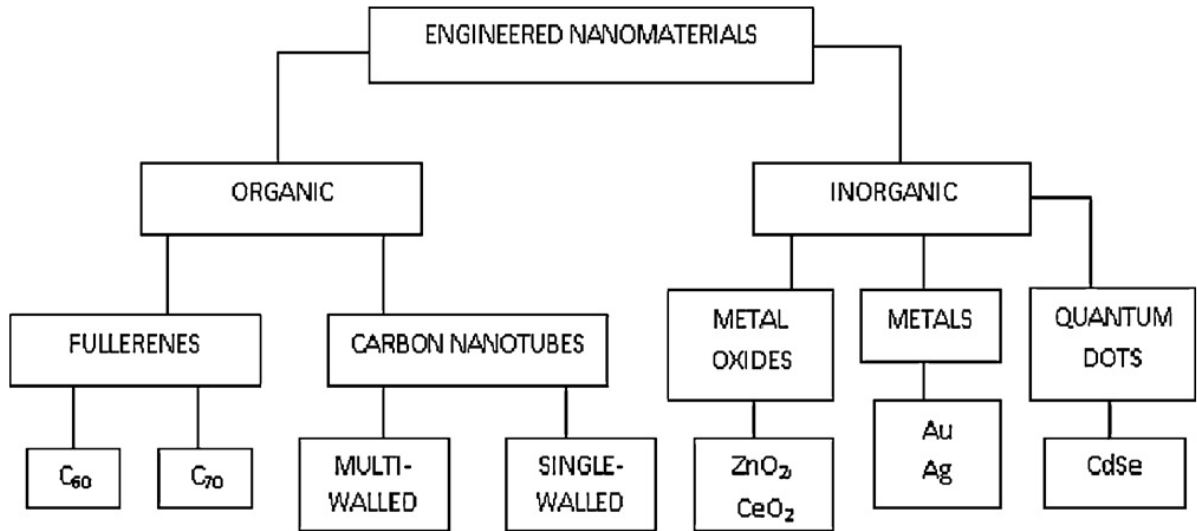 ENGINEERED NANOMATERIALS
ORGANIC
INORGANIC
FULLERENES
CARBON NANOTUBES
METAL
OXIDES
METALS
QUANTUM
DOTS
C₆₀
C₇₀
MULTI-
WALLED
SINGLE-
WALLED
ZnO₂,
CeO₂
Au
Ag
CdSe